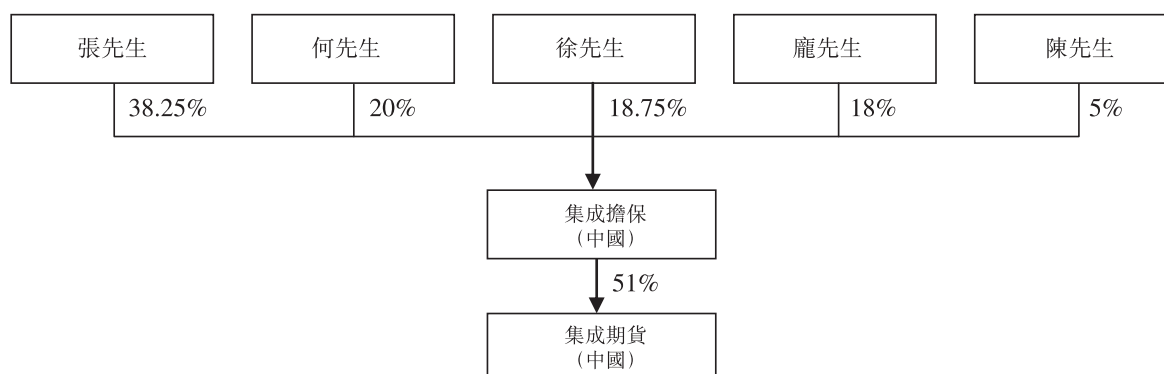 張先生
何先生
徐先生
龐先生
陳先生
38.25%
20%
18.75%
18%
5%
集成擔保
（中國）
51%
集成期貨
（中國）